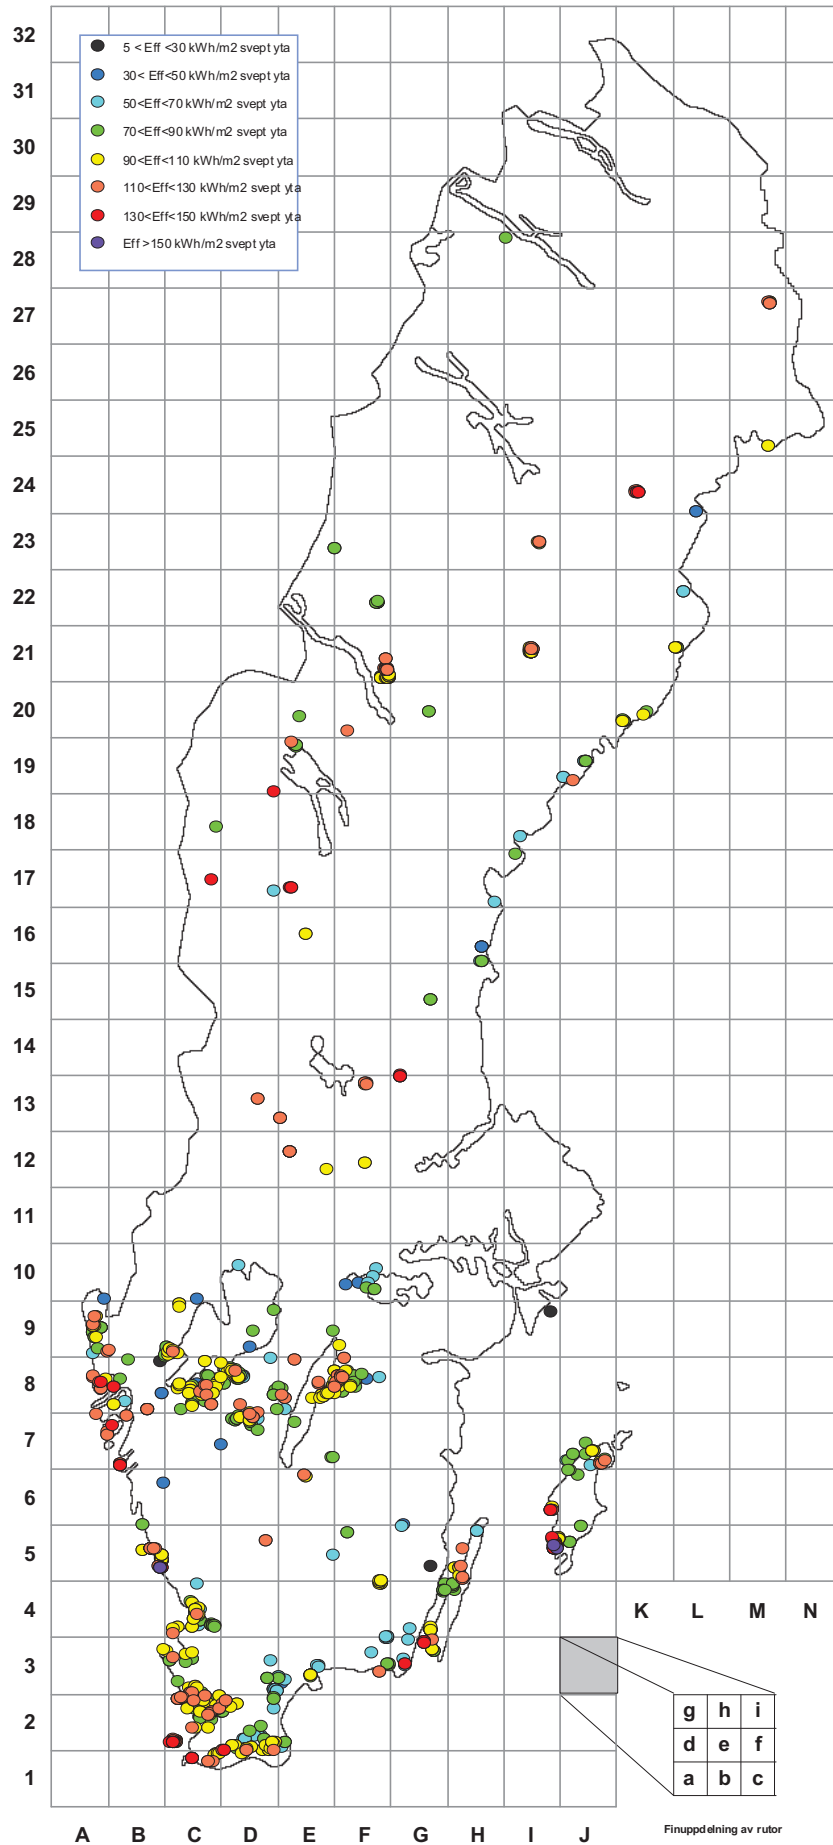 32
5 < Eff <30 kWh/m2 svept yta
30< Eff<50 kWh/m2 svept yta
31
50<Eff<70 kWh/m2 svept yta
70<Eff<90 kWh/m2 svept yta
30
90<Eff<110 kWh/m2 svept yta
110<Eff<130 kWh/m2 svept yta
29
130<Eff<150 kWh/m2 svept yta
Eff >150 kWh/m2 svept yta
28
27
26
25
24
23
22
21
20
19
18
17
16
15
14
13
12
11
10
9
8
7
6
5
4
K L M N
3
g h i
2
d e f
a b c
1
A B C D E F G H I J
Finuppdelning av rutor